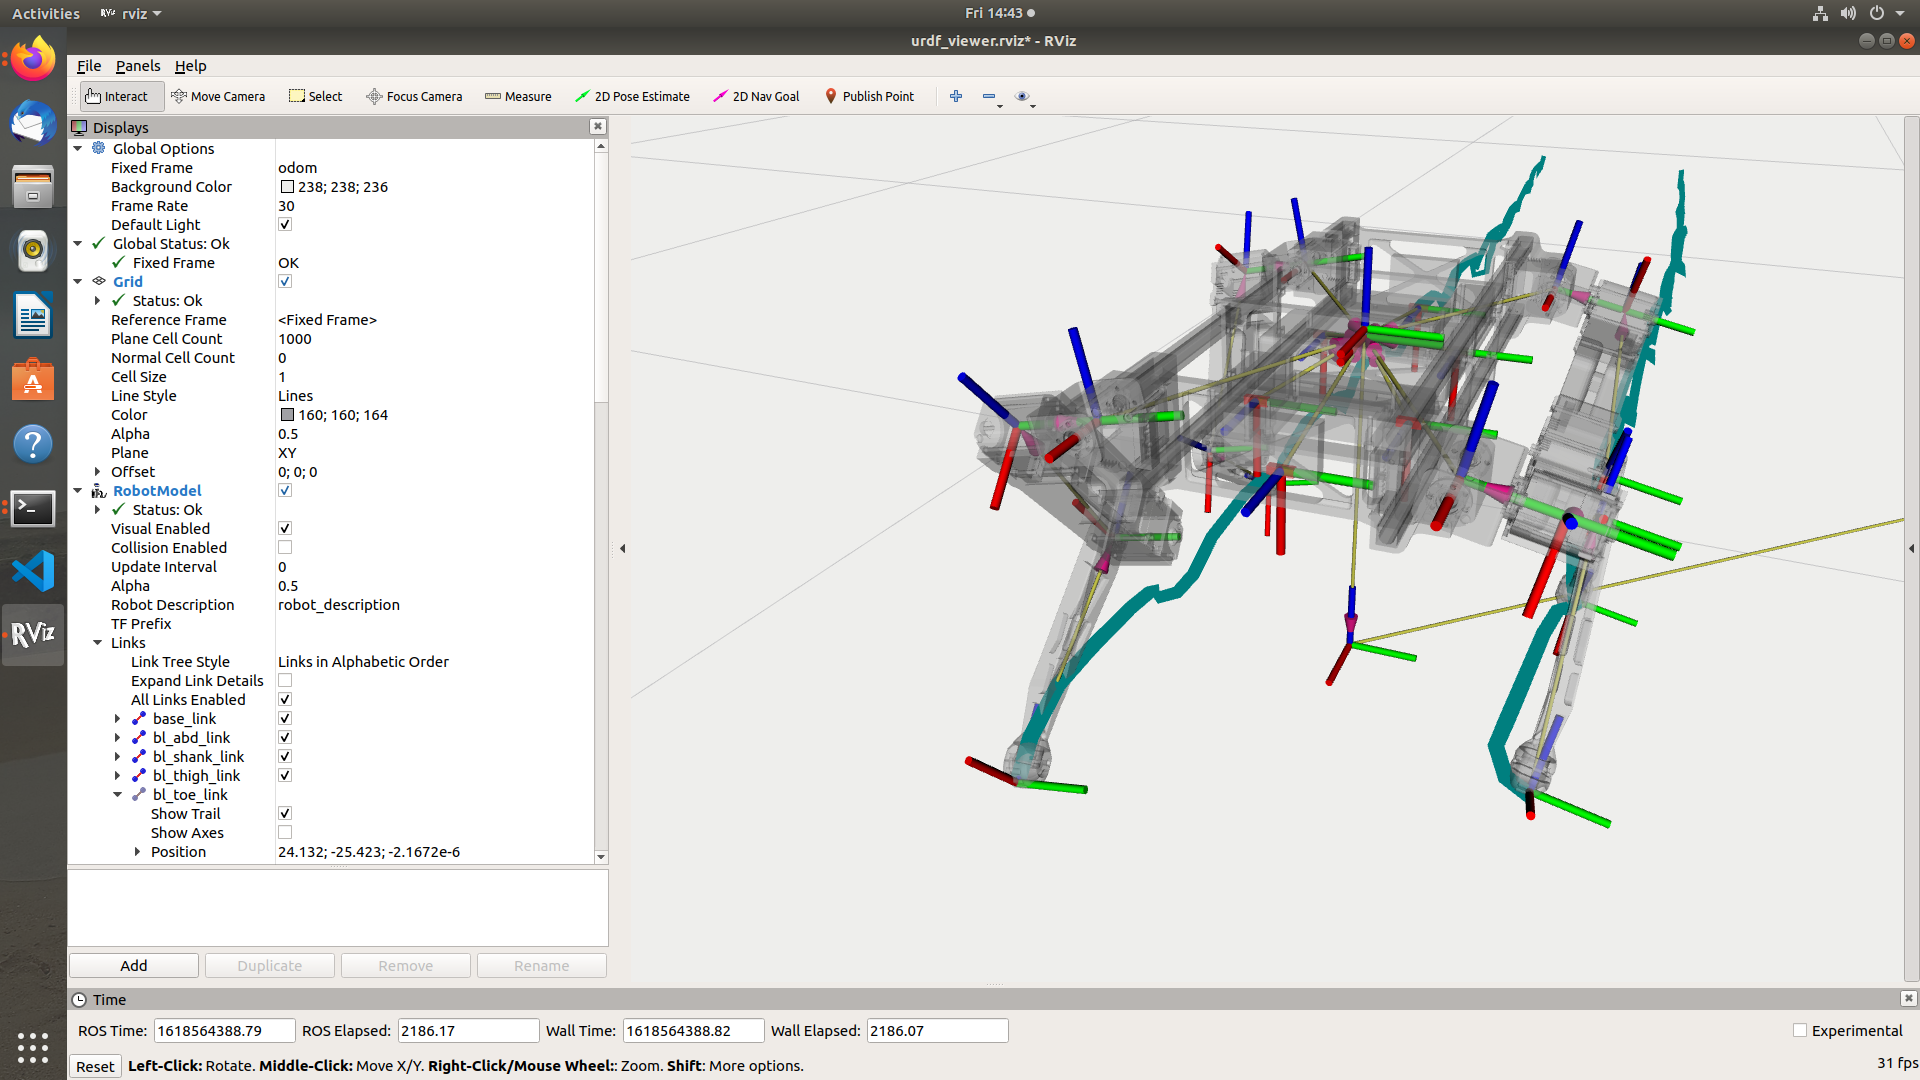 Activities RViz rviz Fri 14:43
urdf_viewer.rviz* - RViz
File Panels Help
Interact Move Camera Select Focus Camera Measure 2D Pose Estimate 2D Nav Goal Publish Point
Displays
Global Options
Fixed Frame odom
Background Color 238; 238; 236
Frame Rate 30
Default Light
Global Status: Ok
Fixed Frame OK
Grid
Status: Ok
Reference Frame <Fixed Frame>
Plane Cell Count 1000
Normal Cell Count 0
Cell Size 1
Line Style Lines
Color 160; 160; 164
Alpha 0.5
Plane XY
Offset 0; 0; 0
RobotModel
Status: Ok
Visual Enabled
Collision Enabled
Update Interval 0
Alpha 0.5
Robot Description robot_description
TF Prefix
Links
Link Tree Style Links in Alphabetic Order
Expand Link Details
All Links Enabled
base_link
bl_abd_link
bl_shank_link
bl_thigh_link
bl_toe_link
Show Trail
Show Axes
Position 24.132; -25.423; -2.1672e-6
RViz
Add Duplicate Remove Rename
Time
ROS Time: 1618564388.79 ROS Elapsed: 2186.17 Wall Time: 1618564388.82 Wall Elapsed: 2186.07 Experimental
Reset Left-Click: Rotate. Middle-Click: Move X/Y. Right-Click/Mouse Wheel:: Zoom. Shift: More options. 31 fps